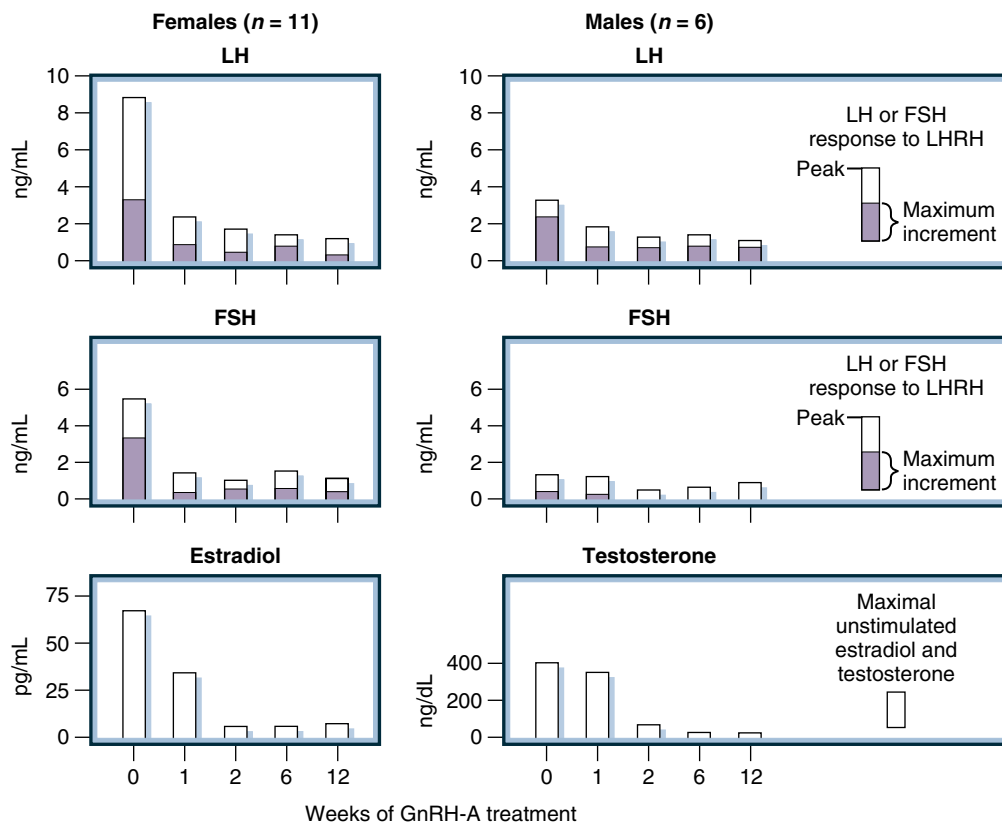 Females (n = 11)
LH
10
8
6
4
2
0
ng/mL
Males (n = 6)
LH
10
8
6
4
2
0
ng/mL
LH or FSH
response to LHRH
Peak
Maximum
increment
FSH
6
4
2
0
ng/mL
FSH
6
4
2
0
ng/mL
LH or FSH
response to LHRH
Peak
Maximum
increment
Estradiol
75
50
25
0
pg/mL
0 1 2 6 12
Testosterone
400
200
0
ng/dL
0 1 2 6 12
Maximal
unstimulated
estradiol and
testosterone
Weeks of GnRH-A treatment